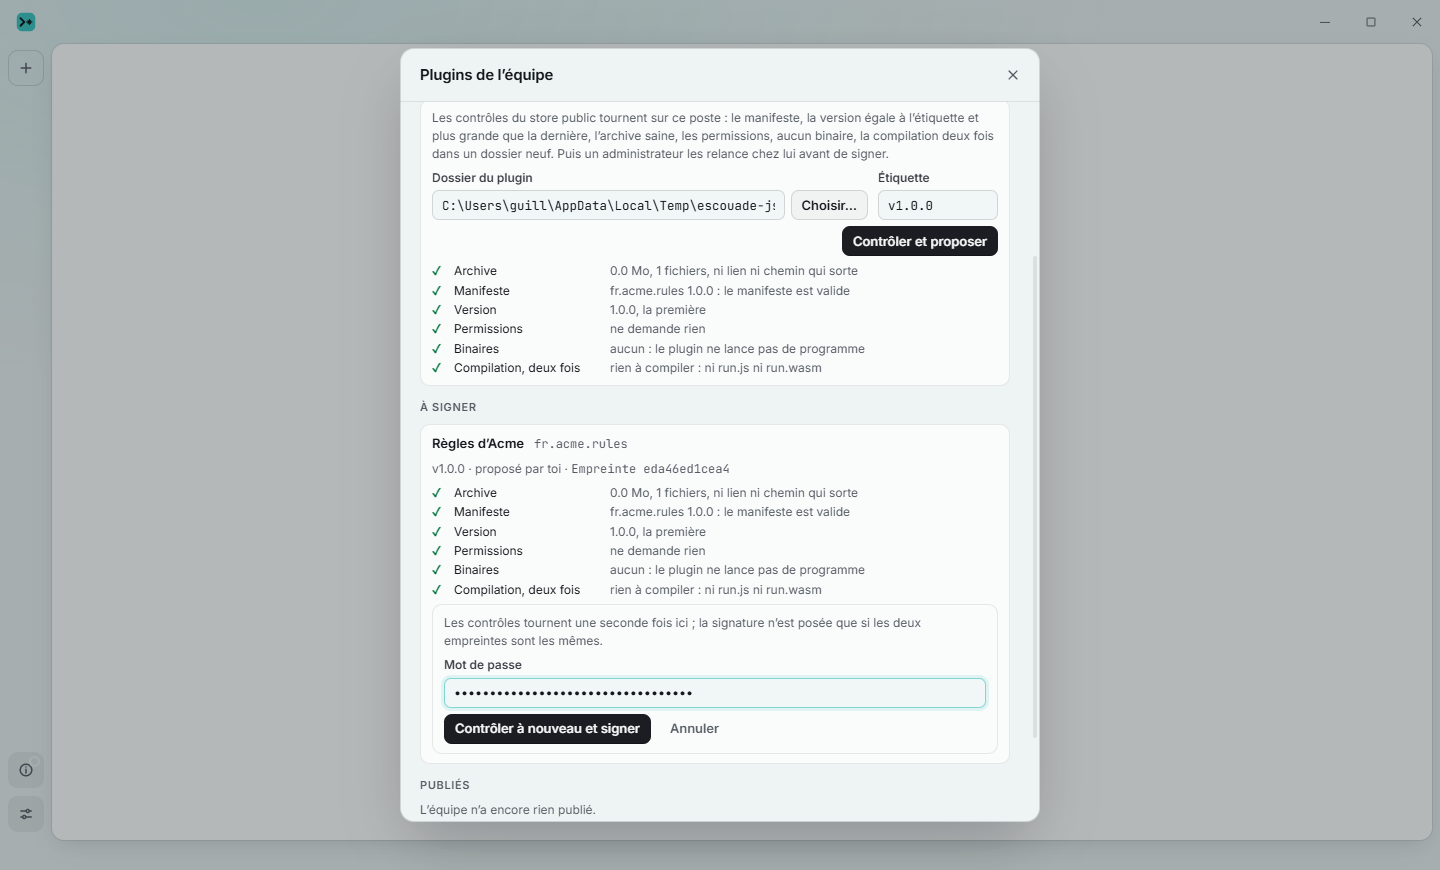 Plugins de l’équipe
Les contrôles du store public tournent sur ce poste : le manifeste, la version égale à l’étiquette et
plus grande que la dernière, l’archive saine, les permissions, aucun binaire, la compilation deux fois
dans un dossier neuf. Puis un administrateur les relance chez lui avant de signer.
Dossier du plugin
Étiquette
C:\Users\guill\AppData\Local\Temp\escouade-js
Choisir...
v1.0.0
Contrôler et proposer
✓ Archive 0.0 Mo, 1 fichiers, ni lien ni chemin qui sorte
✓ Manifeste fr.acme.rules 1.0.0 : le manifeste est valide
✓ Version 1.0.0, la première
✓ Permissions ne demande rien
✓ Binaires aucun : le plugin ne lance pas de programme
✓ Compilation, deux fois rien à compiler : ni run.js ni run.wasm
À SIGNER
Règles d’Acme fr.acme.rules
v1.0.0 · proposé par toi · Empreinte eda46ed1cea4
✓ Archive 0.0 Mo, 1 fichiers, ni lien ni chemin qui sorte
✓ Manifeste fr.acme.rules 1.0.0 : le manifeste est valide
✓ Version 1.0.0, la première
✓ Permissions ne demande rien
✓ Binaires aucun : le plugin ne lance pas de programme
✓ Compilation, deux fois rien à compiler : ni run.js ni run.wasm
Les contrôles tournent une seconde fois ici ; la signature n’est posée que si les deux
empreintes sont les mêmes.
Mot de passe
••••••••••••••••••••••••••••••••••
Contrôler à nouveau et signer
Annuler
PUBLIÉS
L’équipe n’a encore rien publié.